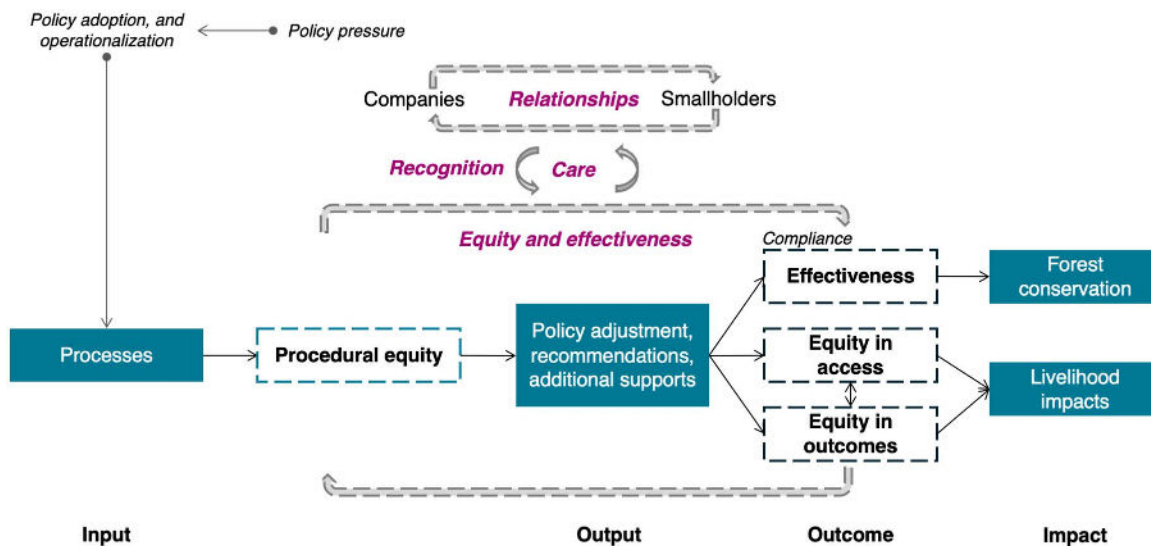 Policy adoption, and
operationalization
Policy pressure
Companies
Relationships
Smallholders
Recognition
Care
Equity and effectiveness
Compliance
Effectiveness
Forest
conservation
Processes
Procedural equity
Policy adjustment,
recommendations,
additional supports
Equity in
access
Equity in
outcomes
Livelihood
impacts
Input
Output
Outcome
Impact